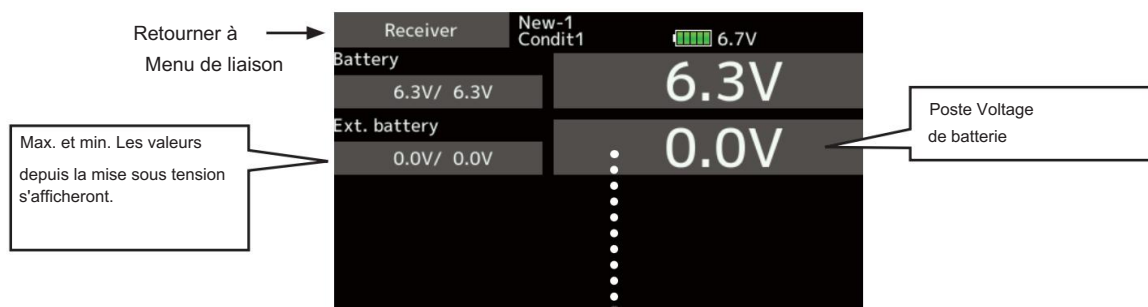 Retourner à
Menu de liaison
Receiver
New-1
Condit1
6.7V
Battery
6.3V/ 6.3V
6.3V
Ext. battery
0.0V/ 0.0V
0.0V
Max. et min. Les valeurs
depuis la mise sous tension
s'afficheront.
Poste Voltage
de batterie